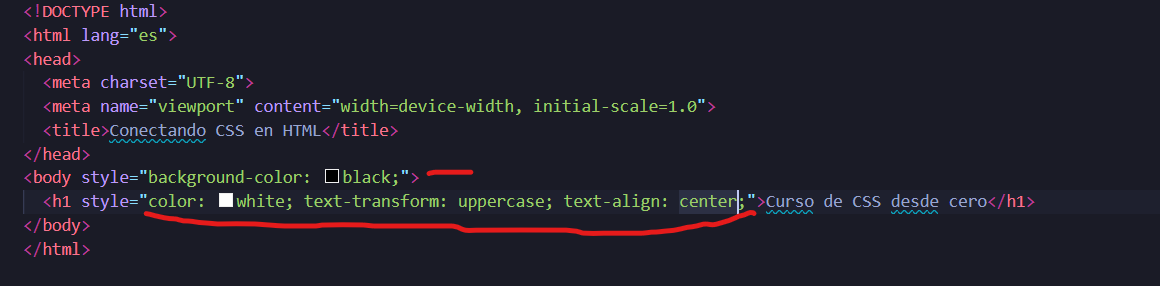 <!DOCTYPE html>
<html lang="es">
<head>
<meta charset="UTF-8">
<meta name="viewport" content="width=device-width, initial-scale=1.0">
<title>Conectando CSS en HTML</title>
</head>
<body style="background-color: black;">
<h1 style="color: white; text-transform: uppercase; text-align: center;">Curso de CSS desde cero</h1>
</body>
</html>